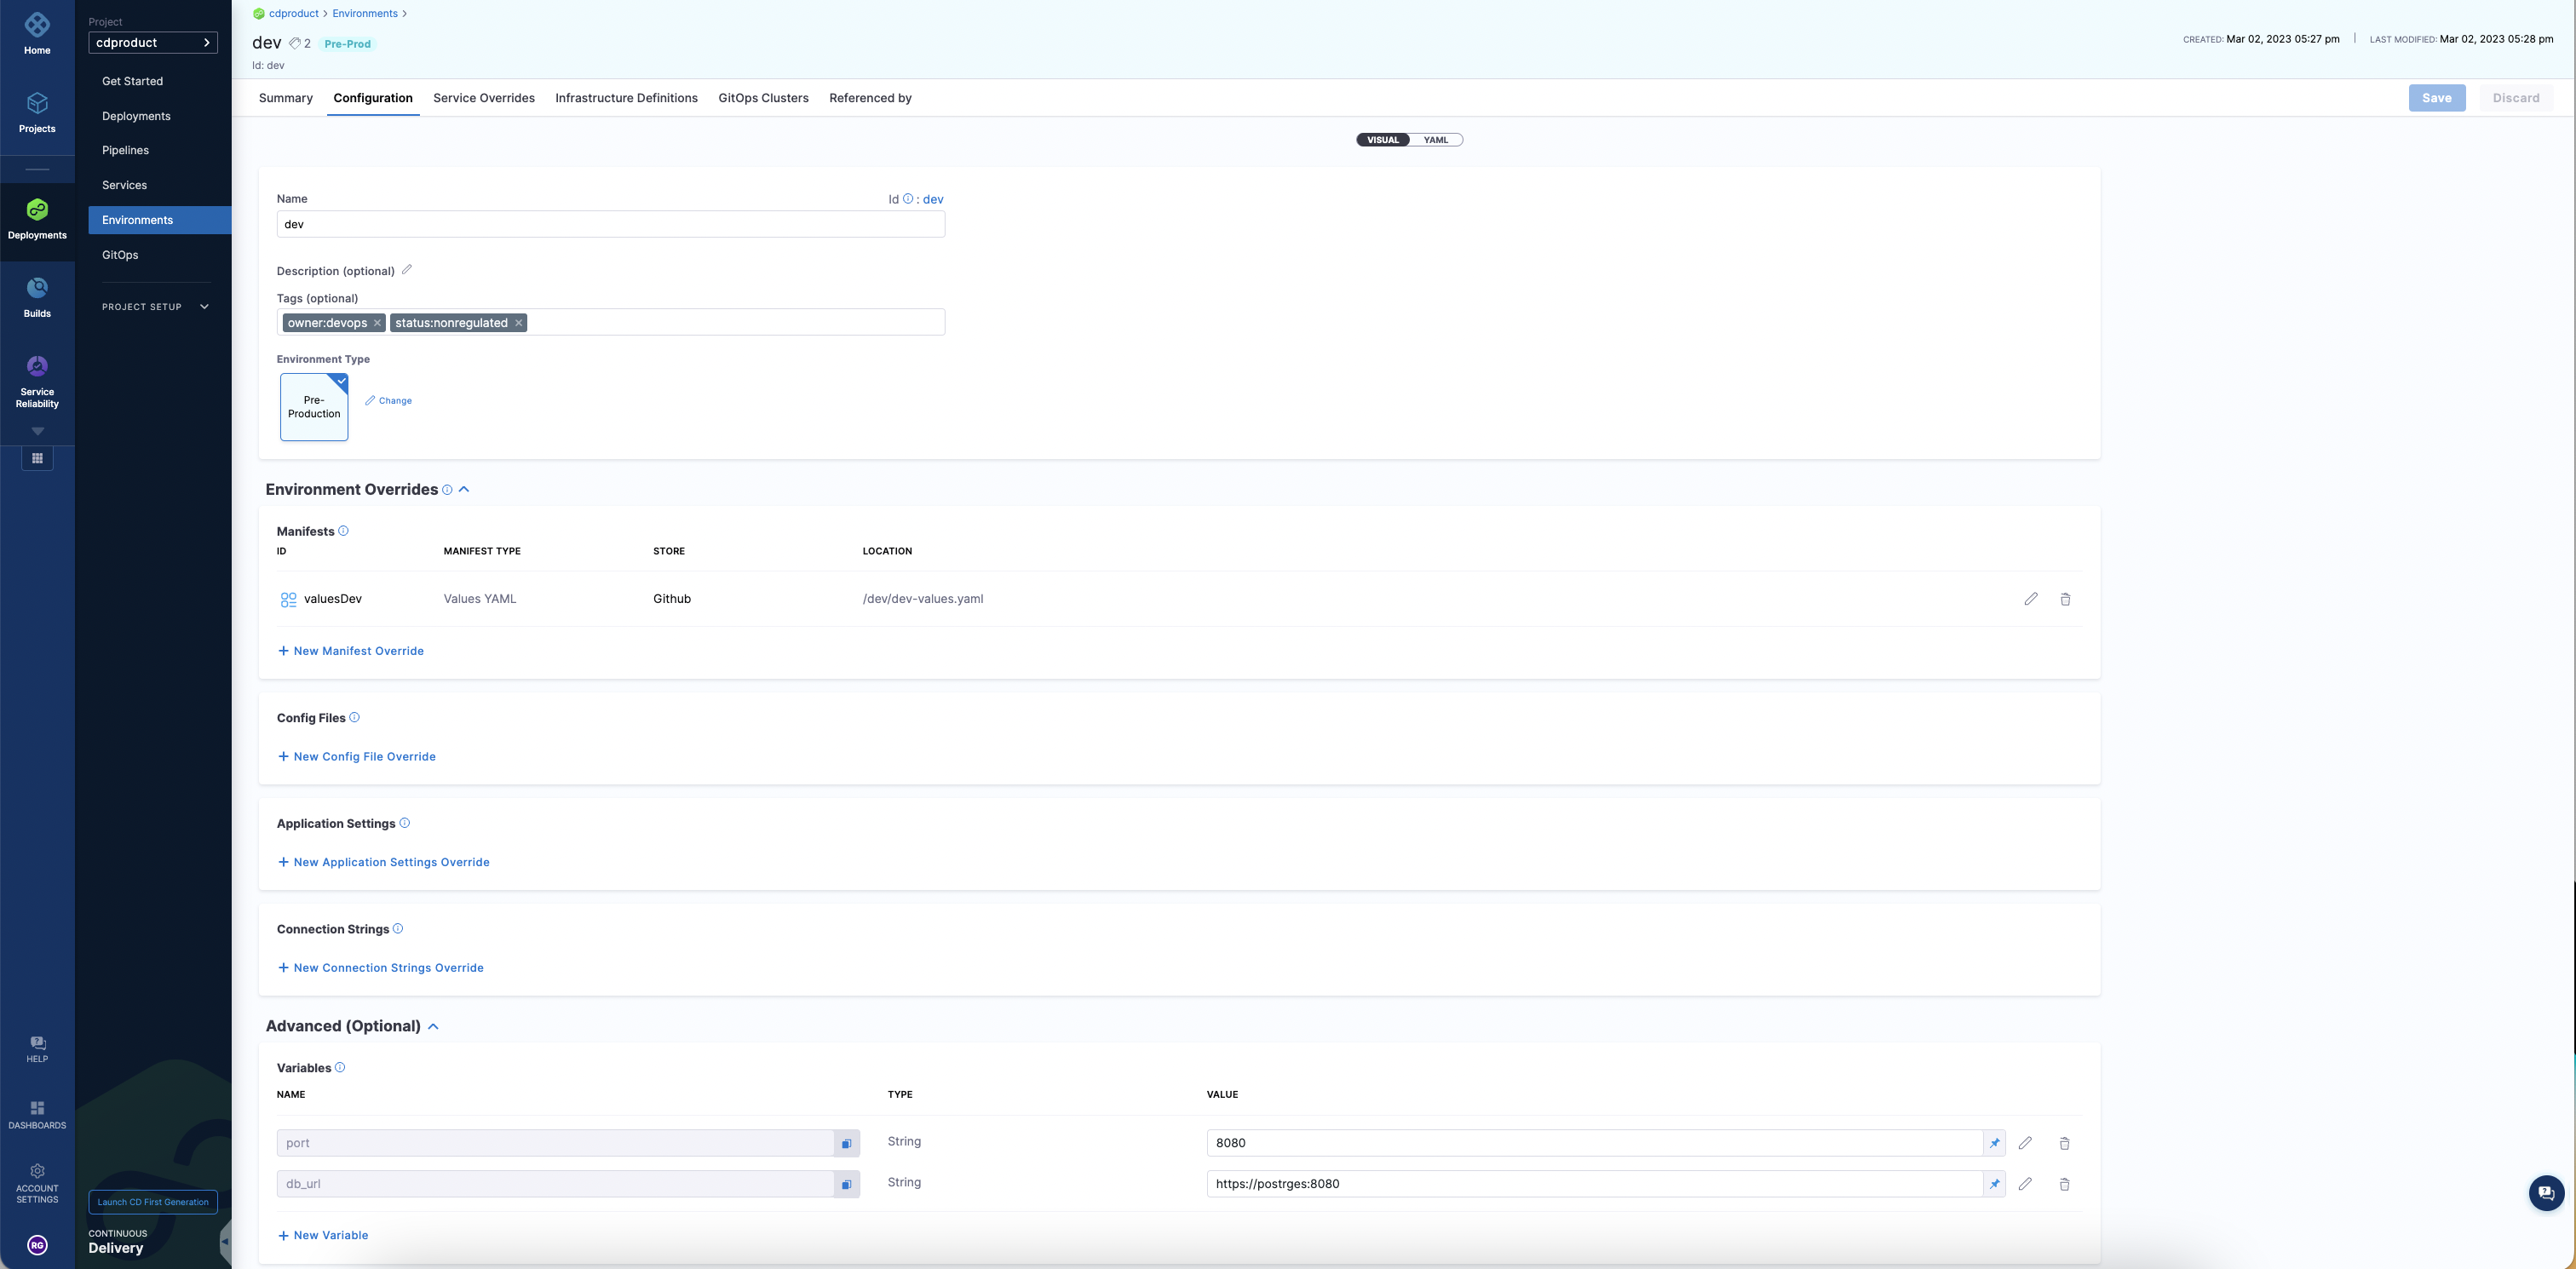 Home
Projects
Deployments
Builds
Service
Reliability
HELP
DASHBOARDS
ACCOUNT
SETTINGS
RG
Project
cdproduct
Get Started
Deployments
Pipelines
Services
Environments
GitOps
PROJECT SETUP
Launch CD First Generation
CONTINUOUS
Delivery
cdproduct > Environments >
dev 2 Pre-Prod
Id: dev
CREATED: Mar 02, 2023 05:27 pm | LAST MODIFIED: Mar 02, 2023 05:28 pm
Summary Configuration Service Overrides Infrastructure Definitions GitOps Clusters Referenced by
Save Discard
VISUAL YAML
Name Id : dev
dev
Description (optional)
Tags (optional)
owner:devops × status:nonregulated ×
Environment Type
Pre-
Production
Change
Environment Overrides
Manifests
ID MANIFEST TYPE STORE LOCATION
valuesDev Values YAML Github /dev/dev-values.yaml
+ New Manifest Override
Config Files
+ New Config File Override
Application Settings
+ New Application Settings Override
Connection Strings
+ New Connection Strings Override
Advanced (Optional)
Variables
NAME TYPE VALUE
port String 8080
db_url String https://postrges:8080
+ New Variable